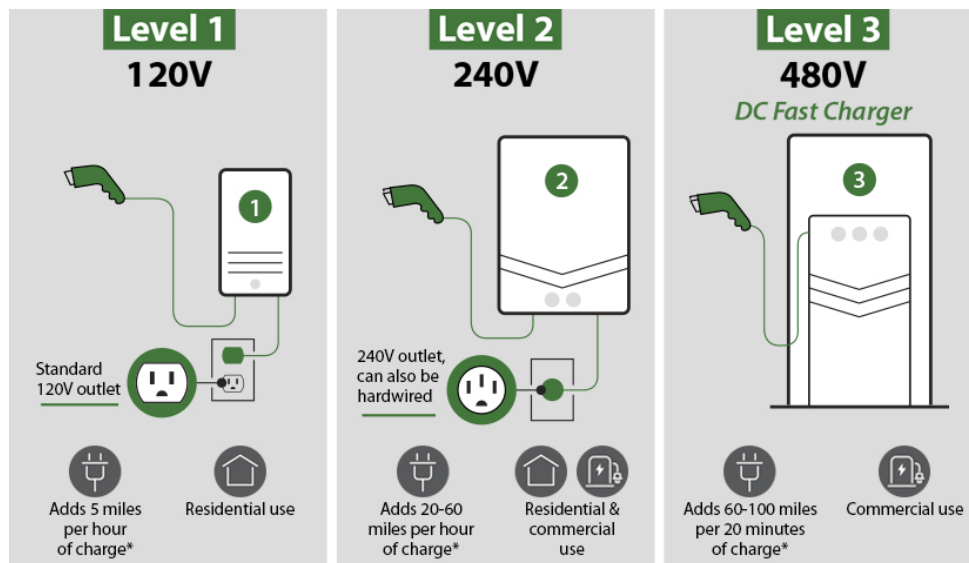 Level 1
120V
1
Standard
120V outlet
Adds 5 miles
per hour
of charge*
Residential use
Level 2
240V
2
240V outlet,
can also be
hardwired
Adds 20-60
miles per hour
of charge*
Residential &
commercial
use
Level 3
480V
DC Fast Charger
3
Adds 60-100 miles
per 20 minutes
of charge*
Commercial use